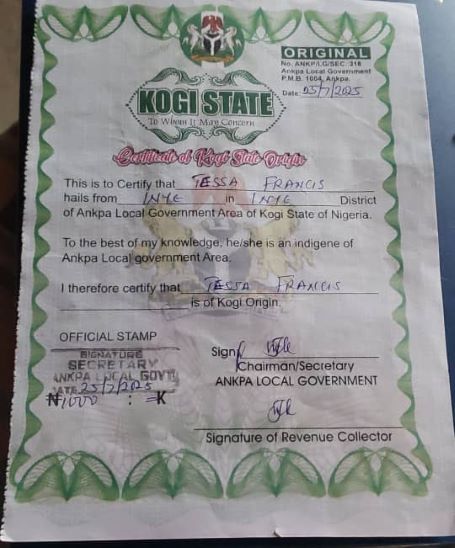 ORIGINAL
No. ANKP/LG/SEC. 218
Ankpa Local Government
P.M.B. 1004, Ankpa.
Date: 25/7/2025
KOGI STATE
To Whom It May Concern
Certificate of Kogi State Origin
This is to Certify that TESSA FRANCIS
hails from INYE in INYE District
of Ankpa Local Government Area of Kogi State of Nigeria.
To the best of my knowledge, he/she is an indigene of
Ankpa Local government Area.
I therefore certify that TESSA FRANCIS
is of Kogi Origin.
OFFICIAL STAMP
SIGNATURE
SECRETARY
ANKPA LOCAL GOVT
DATE 25/7/2025
₦1000 : =K
Sign
Chairman/Secretary
ANKPA LOCAL GOVERNMENT
Signature of Revenue Collector